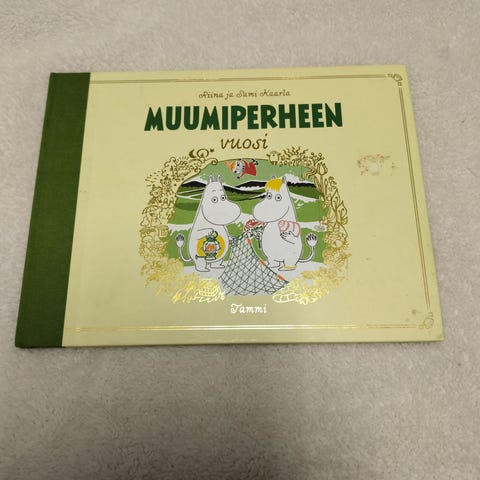 Riina ja Sami Kaarla
MUUMIPERHEEN
vuosi
Tammi